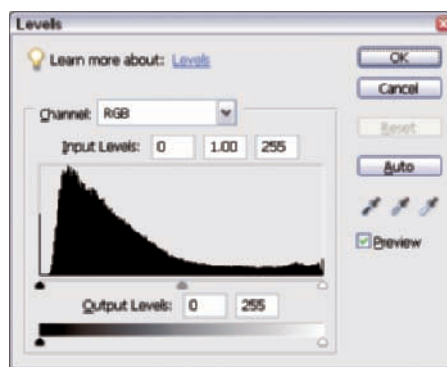 Levels
Learn more about: Levels
OK
Cancel
Reset
Auto
Preview
Channel: RGB
Input Levels: 0 1.00 255
Output Levels: 0 255